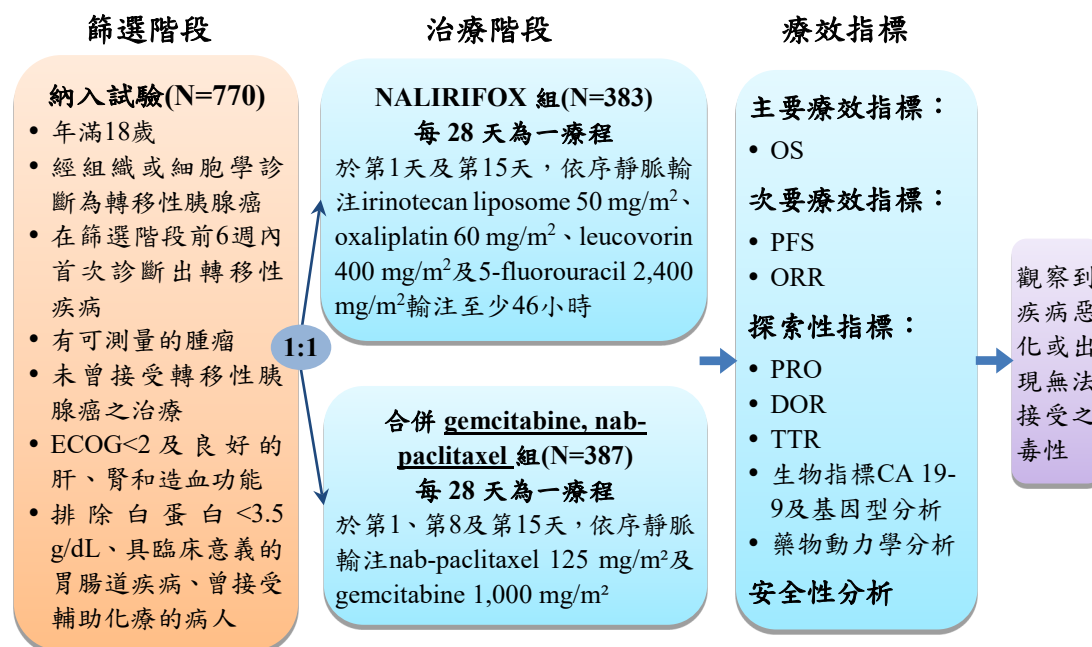 篩選階段
納入試驗(N=770)
• 年滿18歲
• 經組織或細胞學診
斷為轉移性胰腺癌
• 在篩選階段前6週內
首次診斷出轉移性
疾病
• 有可測量的腫瘤
• 未曾接受轉移性胰
腺癌之治療
• ECOG<2及良好的
肝、腎和造血功能
• 排除白蛋白<3.5
g/dL、具臨床意義的
胃腸道疾病、曾接受
輔助化療的病人
1:1
治療階段
NALIRIFOX 組(N=383)
每 28 天為一療程
於第1天及第15天，依序靜脈輸
注irinotecan liposome 50 mg/m²、
oxaliplatin 60 mg/m²、leucovorin
400 mg/m²及5-fluorouracil 2,400
mg/m²輸注至少46小時
合併 gemcitabine, nab-
paclitaxel 組(N=387)
每 28 天為一療程
於第1、第8及第15天，依序靜脈
輸注nab-paclitaxel 125 mg/m²及
gemcitabine 1,000 mg/m²
療效指標
主要療效指標：
• OS
次要療效指標：
• PFS
• ORR
探索性指標：
• PRO
• DOR
• TTR
• 生物指標CA 19-
9及基因型分析
• 藥物動力學分析
安全性分析
觀察到
疾病惡
化或出
現無法
接受之
毒性